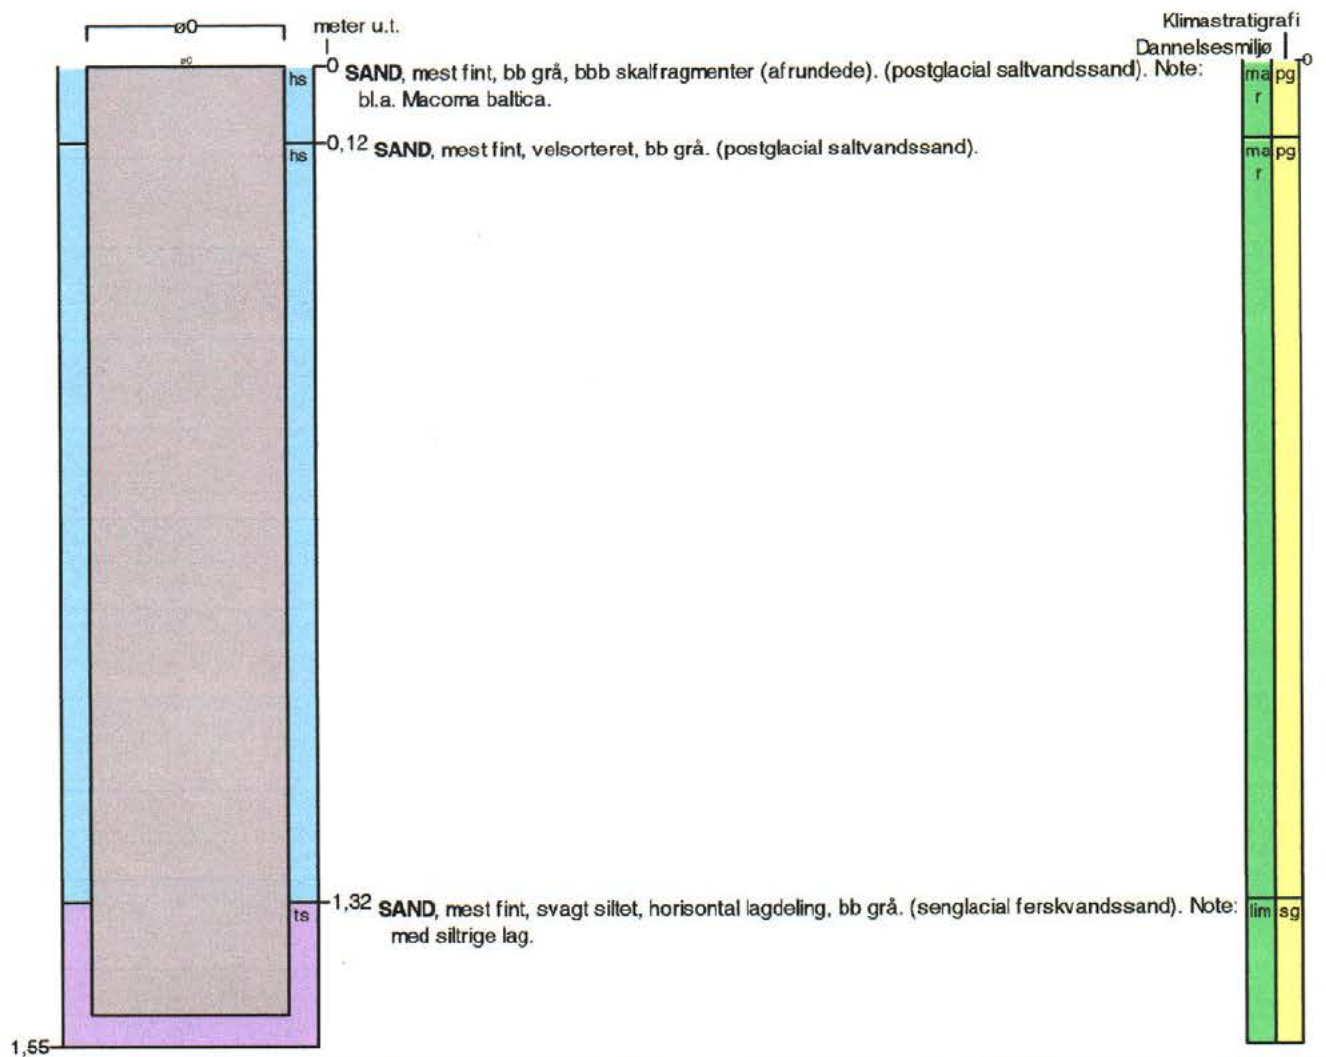 ø0
meter u.t.
Klimastratigrafi
Dannelsesmiljø
ø0
hs
0 SAND, mest fint, bb grå, bbb skalfragmenter (afrundede). (postglacial saltvandssand). Note:
bl.a. Macoma baltica.
ma pg
r
0
hs
0,12 SAND, mest fint, velsorteret, bb grå. (postglacial saltvandssand).
ma pg
r
ts
1,32 SAND, mest fint, svagt siltet, horisontal lagdeling, bb grå. (senglacial ferskvandssand). Note:
med siltrige lag.
lim sg
1,55